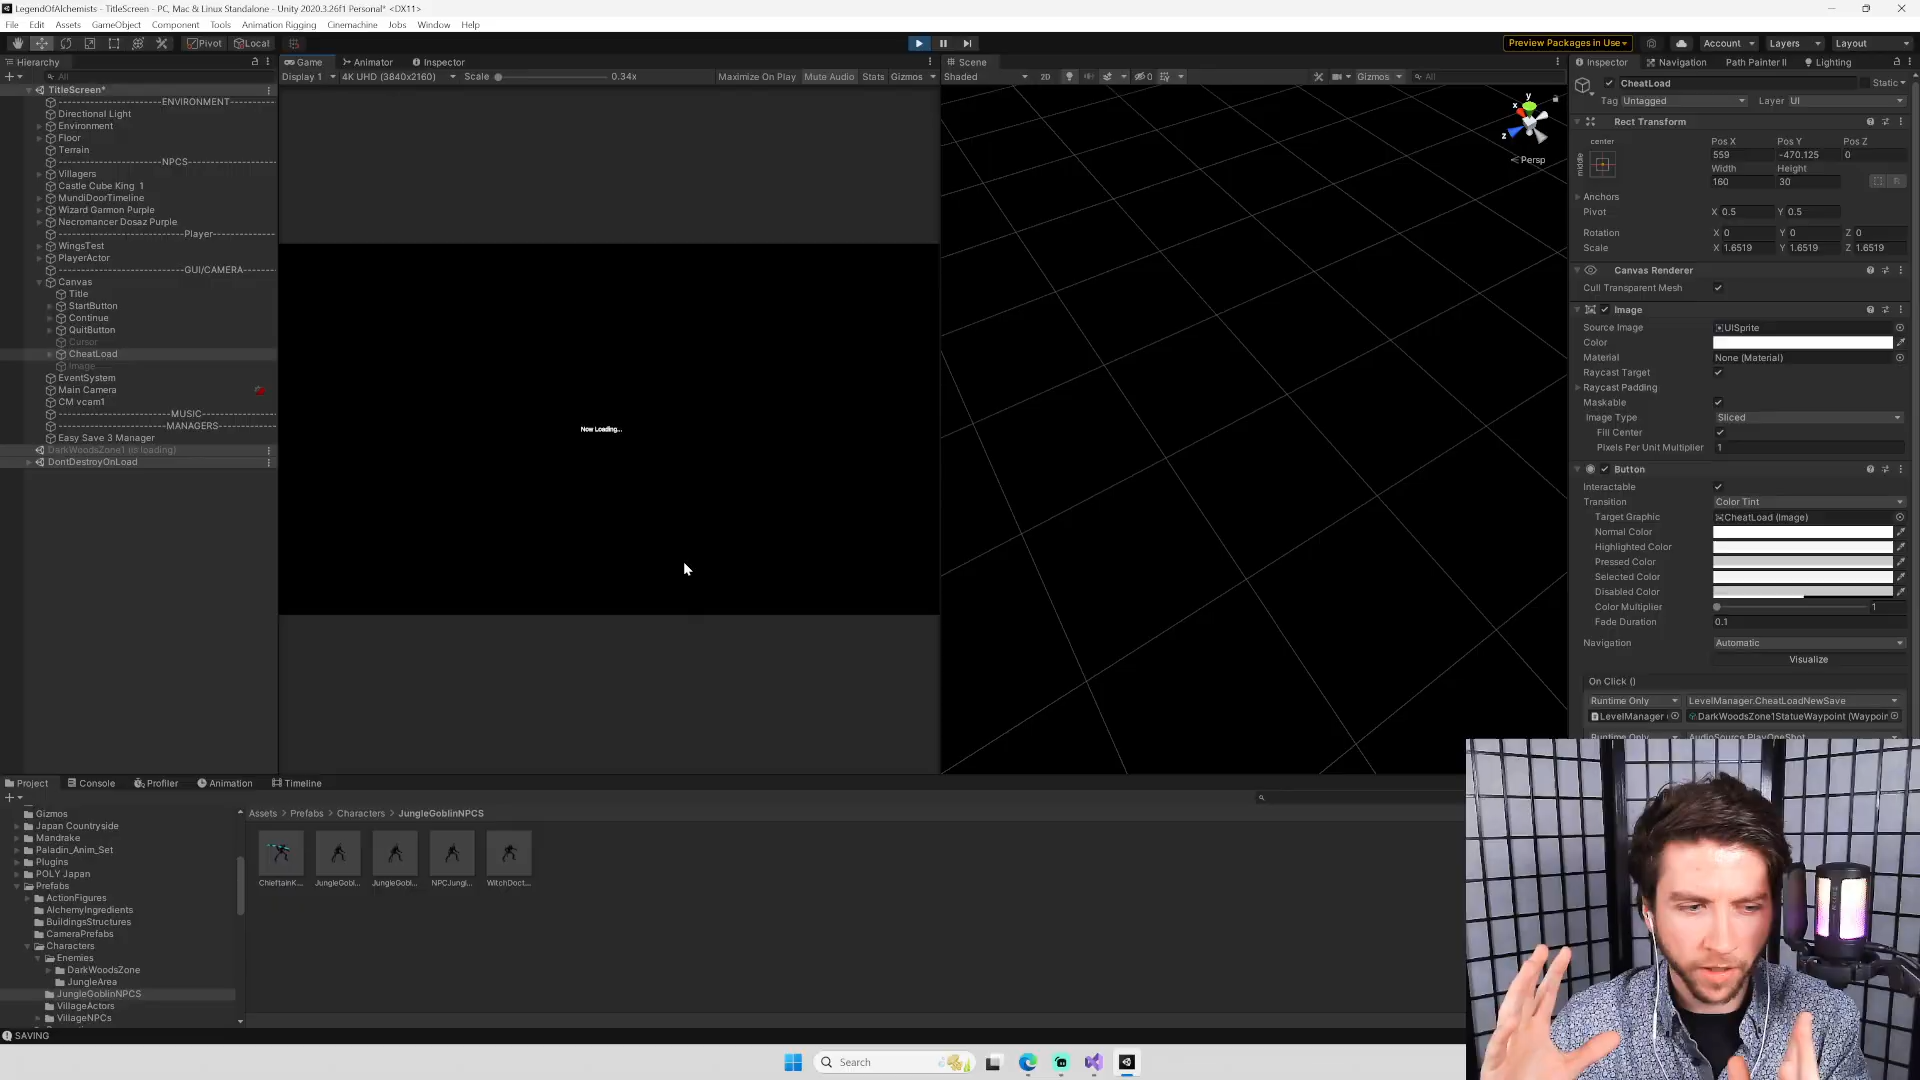 LegendOfAlchemists - TitleScreen - PC, Mac & Linux Standalone - Unity 2020.3.26f1 Personal* <DX11>
File Edit Assets GameObject Component Tools Animation Rigging Cinemachine Jobs Window Help
Pivot Local
Preview Packages in Use Account Layers Layout
Hierarchy
All
TitleScreen*
ENVIRONMENT
Directional Light
Environment
Floor
Terrain
NPCS
Villagers
Castle Cube King 1
MundiDoorTimeline
Wizard Garmon Purple
Necromancer Dosaz Purple
Player
WingsTest
PlayerActor
GUI/CAMERA
Canvas
Title
StartButton
Continue
QuitButton
Cursor
CheatLoad
Image
EventSystem
Main Camera
CM vcam1
MUSIC
MANAGERS
Easy Save 3 Manager
DarkWoodsZone1 (is loading)
DontDestroyOnLoad
Game Animator Inspector
Display 1 4K UHD (3840x2160) Scale 0.34x Maximize On Play Mute Audio Stats Gizmos
Now Loading...
Scene
Shaded 2D 0 Gizmos All
y
x
z
Persp
Inspector Navigation Path Painter II Lighting
CheatLoad Static
Tag Untagged Layer UI
Rect Transform
center
middle
Pos X Pos Y Pos Z
559 -470.125 0
Width Height
160 30
R
Anchors
Pivot X 0.5 Y 0.5
Rotation X 0 Y 0 Z 0
Scale X 1.6519 Y 1.6519 Z 1.6519
Canvas Renderer
Cull Transparent Mesh
Image
Source Image UISprite
Color
Material None (Material)
Raycast Target
Raycast Padding
Maskable
Image Type Sliced
Fill Center
Pixels Per Unit Multiplier 1
Button
Interactable
Transition Color Tint
Target Graphic CheatLoad (Image)
Normal Color
Highlighted Color
Pressed Color
Selected Color
Disabled Color
Color Multiplier 1
Fade Duration 0.1
Navigation Automatic
Visualize
On Click ()
Runtime Only LevelManager.CheatLoadNewSave
LevelManager ( DarkWoodsZone1StatueWaypoint (Waypoin
Runtime Only AudioSource.PlayOneShot
Project Console Profiler Animation Timeline
Gizmos
Japan Countryside
Mandrake
Paladin_Anim_Set
Plugins
POLY Japan
Prefabs
ActionFigures
AlchemyIngredients
BuildingsStructures
CameraPrefabs
Characters
Enemies
DarkWoodsZone
JungleArea
JungleGoblinNPCS
VillageActors
VillageNPCs
Assets > Prefabs > Characters > JungleGoblinNPCS
ChieftainK... JungleGobl... JungleGobl... NPCJungl... WitchDoct...
SAVING
Search